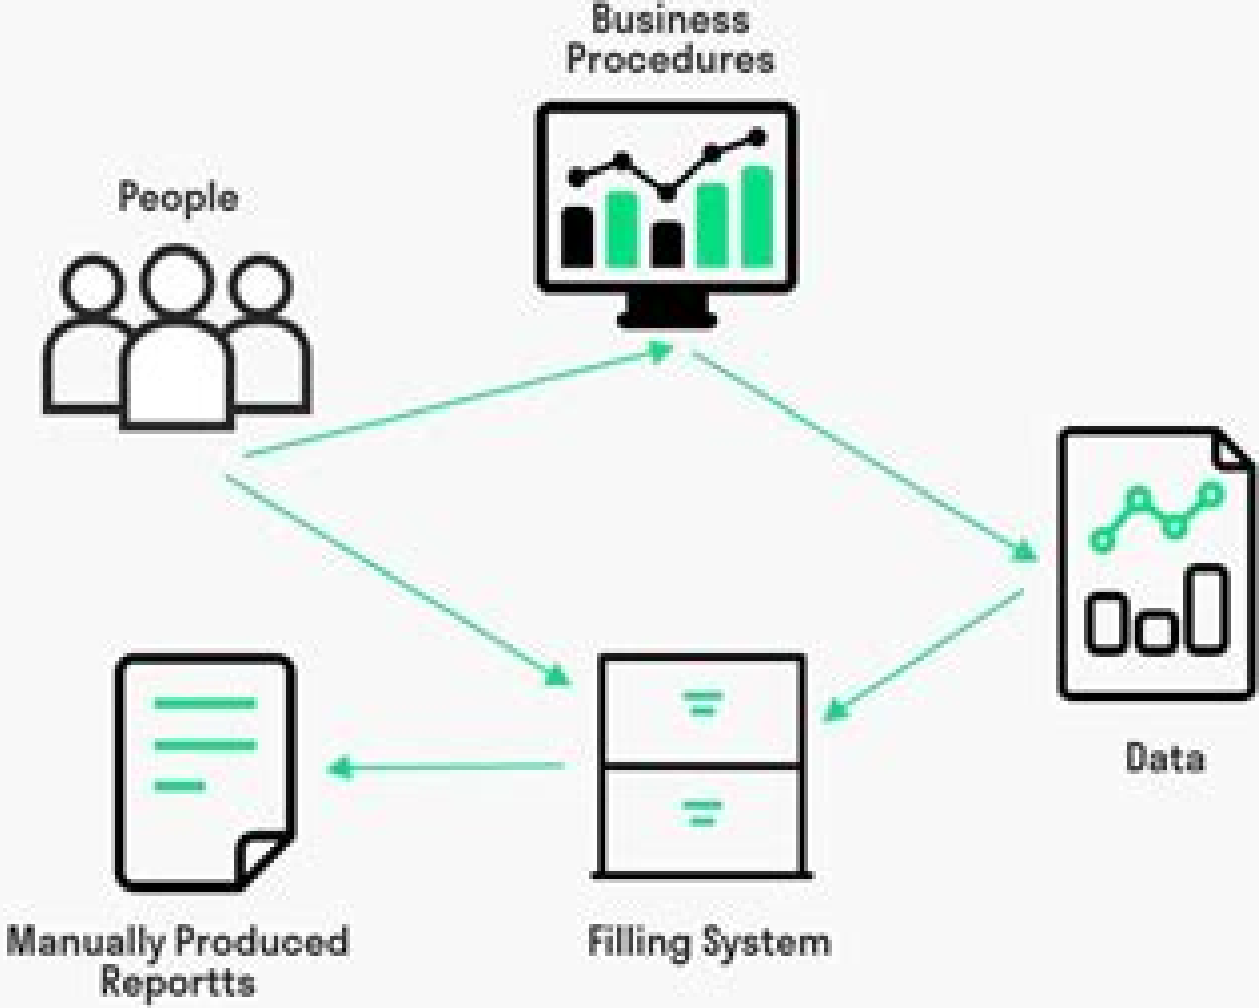 Business
Procedures
People
Data
Manually Produced
Reportts
Filling System